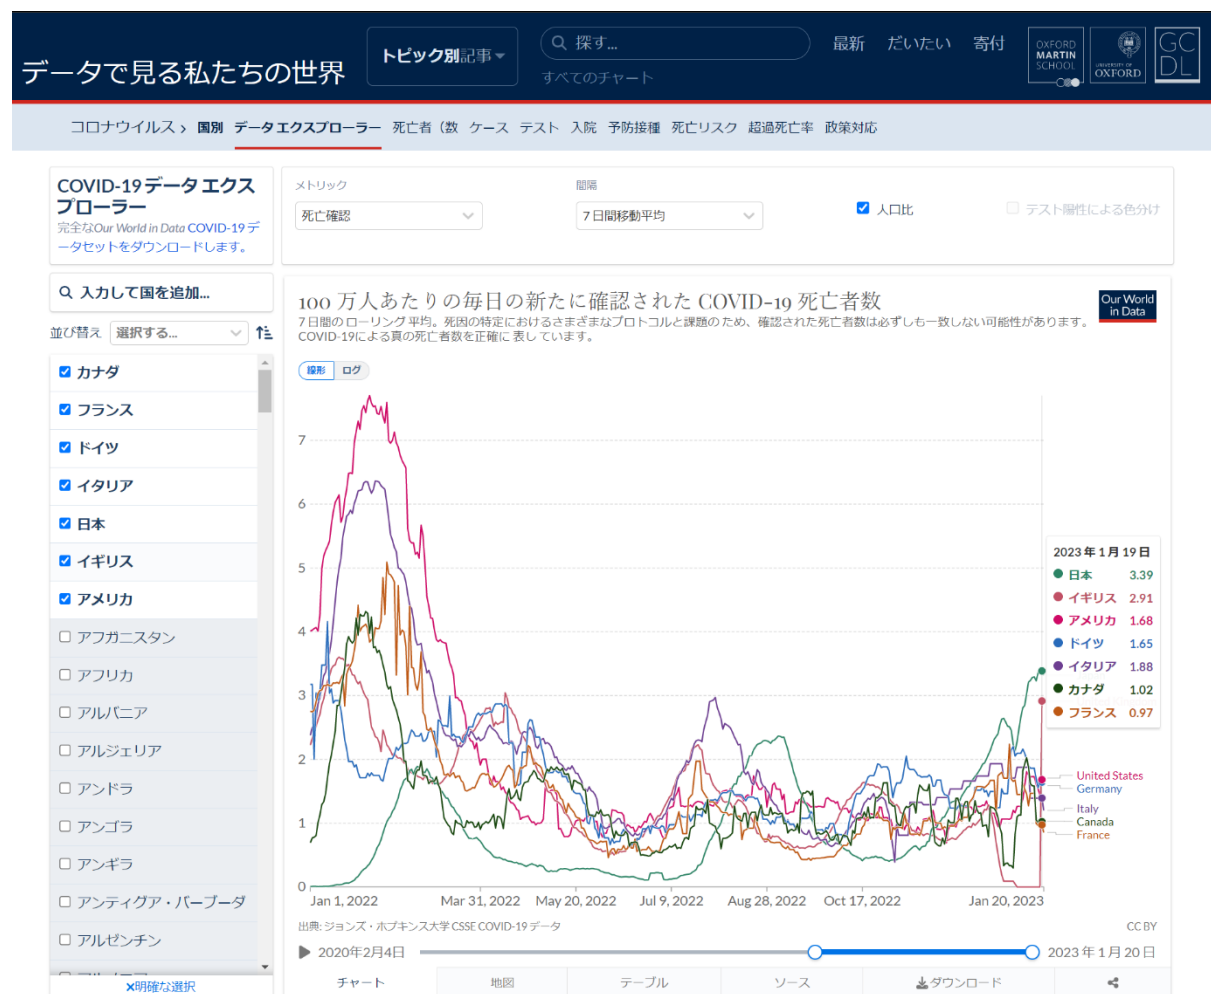 データで見る私たちの世界
トピック別記事
探す...
すべてのチャート
最新 だいたい 寄付
OXFORD
MARTIN
SCHOOL
UNIVERSITY OF
OXFORD
GC
DL
コロナウイルス › 国別 データエクスプローラー 死亡者（数 ケース テスト 入院 予防接種 死亡リスク 超過死亡率 政策対応
COVID-19データ エクス
プローラー
完全なOur World in Data COVID-19 デ
ータセットをダウンロードします。
メトリック
死亡確認
間隔
7 日間移動平均
人口比
テスト陽性による色分け
入力して国を追加...
並び替え 選択する...
カナダ
フランス
ドイツ
イタリア
日本
イギリス
アメリカ
アフガニスタン
アフリカ
アルバニア
アルジェリア
アンドラ
アンゴラ
アンギラ
アンティグア・バーブーダ
アルゼンチン
×明確な選択
100 万人あたりの毎日の新たに確認された COVID-19 死亡者数
7日間のローリング平均。死因の特定におけるさまざまなプロトコルと課題のため、確認された死亡者数は必ずしも一致しない可能性があります。
COVID-19による真の死亡者数を正確に 表しています。
Our World
in Data
線形 ログ
7
6
5
4
3
2
1
0
2023 年 1 月 19 日
日本 3.39
イギリス 2.91
アメリカ 1.68
ドイツ 1.65
イタリア 1.88
カナダ 1.02
フランス 0.97
United States
Germany
Italy
Canada
France
Jan 1, 2022 Mar 31, 2022 May 20, 2022 Jul 9, 2022 Aug 28, 2022 Oct 17, 2022 Jan 20, 2023
出典: ジョンズ・ホプキンス大学 CSSE COVID-19 データ
CC BY
2020年2月4日
2023 年 1 月 20 日
チャート 地図 テーブル ソース ダウンロード